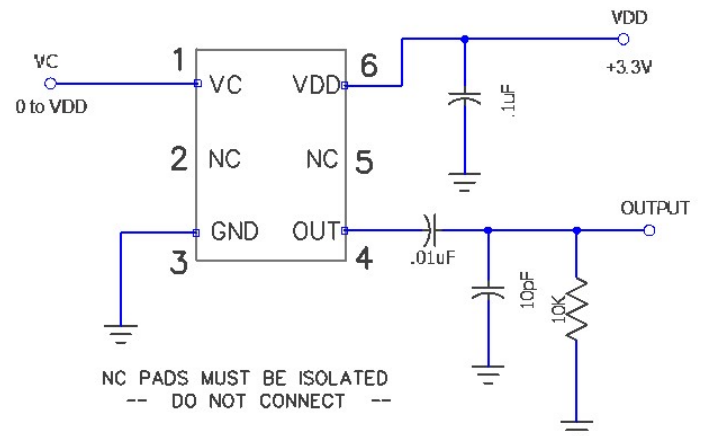 VDD
VC
1
6
+3.3V
VC
VDD
0 to VDD
.1uF
2
NC
NC
5
OUTPUT
GND
OUT
3
4
.01uF
10pF
10K
NC PADS MUST BE ISOLATED
-- DO NOT CONNECT --